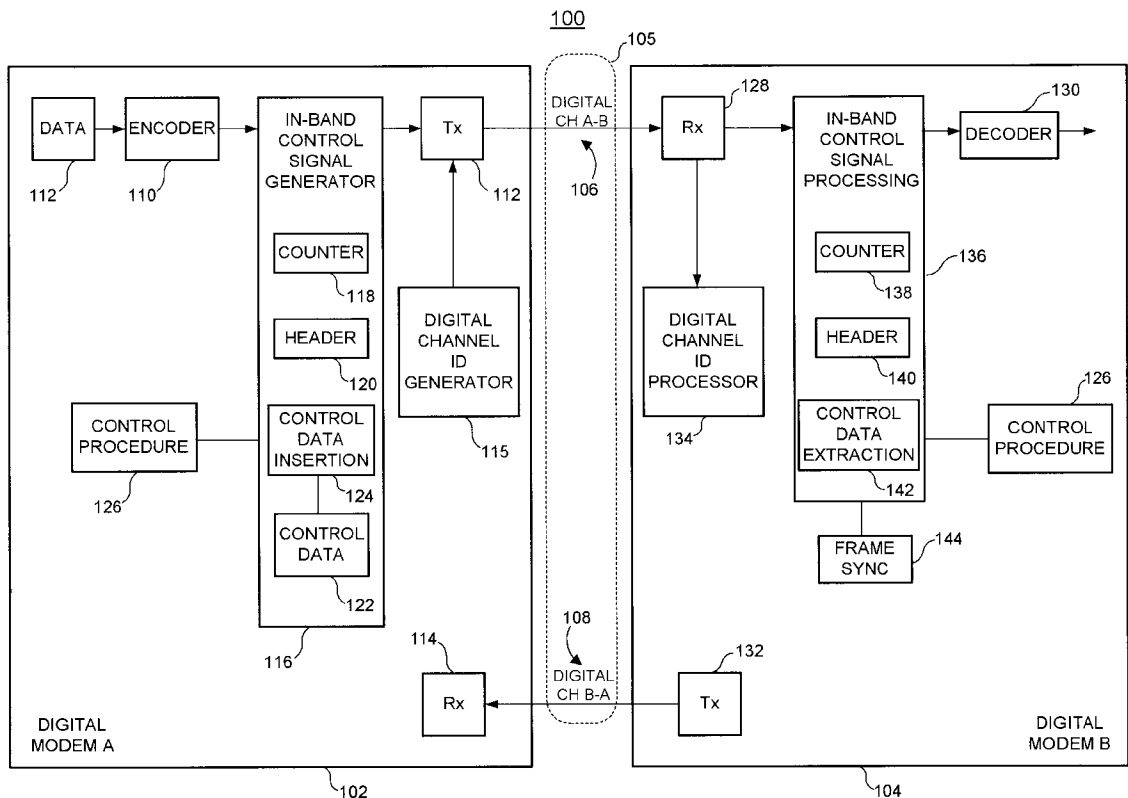 100
105
DATA
112
ENCODER
110
IN-BAND
CONTROL
SIGNAL
GENERATOR
Tx
112
DIGITAL
CH A-B
106
Rx
128
IN-BAND
CONTROL
SIGNAL
PROCESSING
DECODER
130
COUNTER
118
HEADER
120
DIGITAL
CHANNEL
ID
GENERATOR
115
DIGITAL
CHANNEL
ID
PROCESSOR
134
COUNTER
138
136
HEADER
140
CONTROL
PROCEDURE
126
CONTROL
DATA
INSERTION
124
CONTROL
DATA
122
116
CONTROL
DATA
EXTRACTION
142
126
CONTROL
PROCEDURE
FRAME
SYNC
144
114
Rx
108
DIGITAL
CH B-A
132
Tx
DIGITAL
MODEM A
102
DIGITAL
MODEM B
104